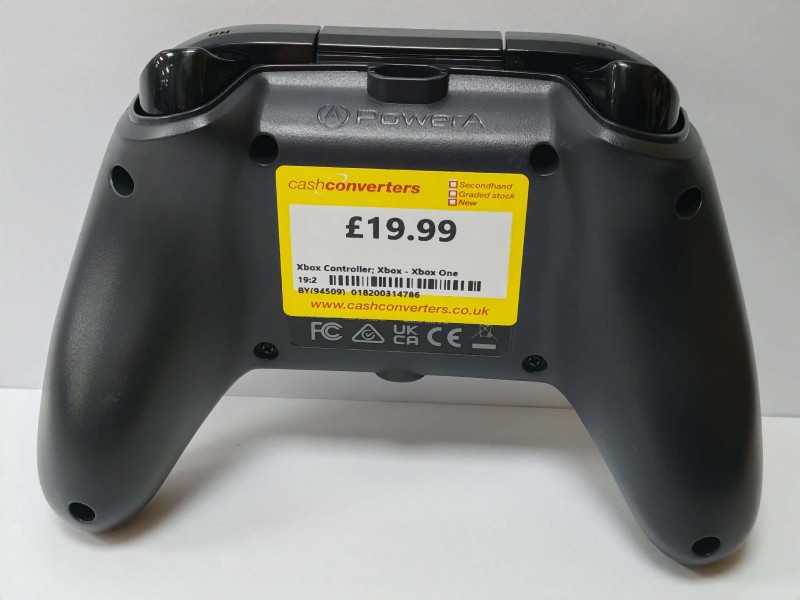 PowerA
cashconverters
Secondhand
Graded stock
New
£19.99
Xbox Controller; Xbox - Xbox One
19:2
BY(94509) 018200314786
www.cashconverters.co.uk
FC UK CA CE